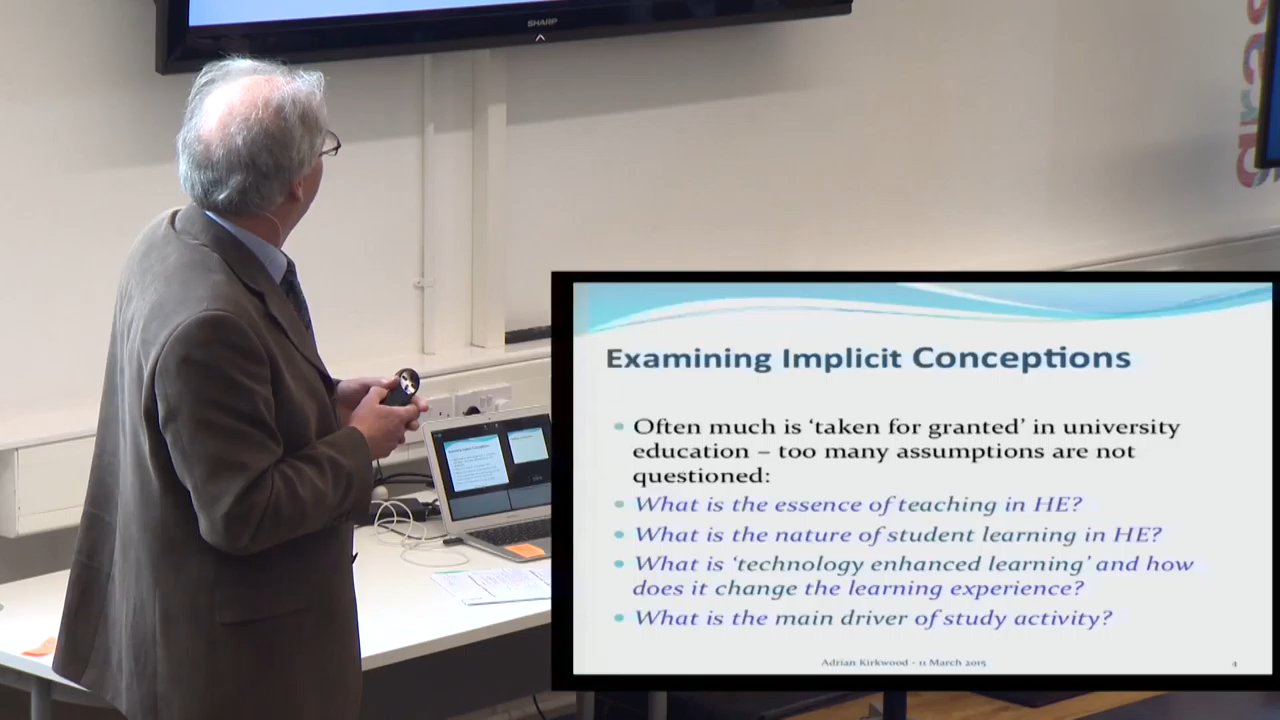 SHARP
Examining Implicit Conceptions
Often much is ‘taken for granted’ in university
education – too many assumptions are not
questioned:
What is the essence of teaching in HE?
What is the nature of student learning in HE?
What is ‘technology enhanced learning’ and how
does it change the learning experience?
What is the main driver of study activity?
Adrian Kirkwood - 11 March 2015
4